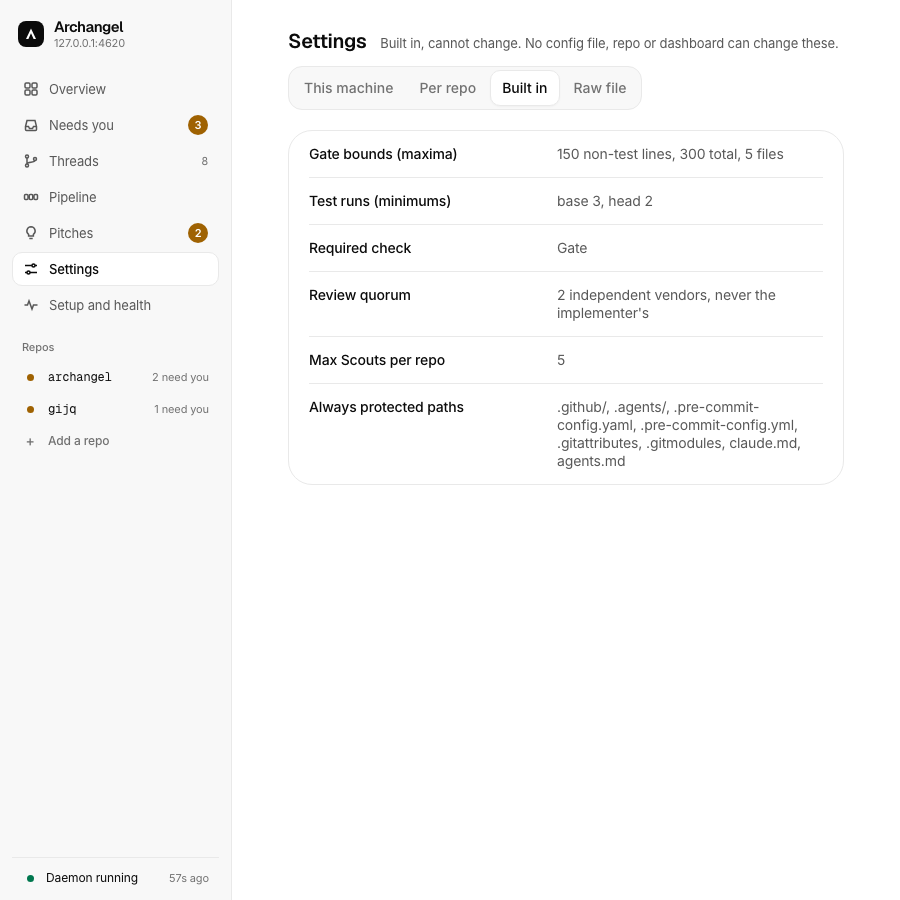 Archangel
127.0.0.1:4620
Overview
Needs you 3
Threads 8
Pipeline
Pitches 2
Settings
Setup and health
Repos
archangel 2 need you
gijq 1 need you
+ Add a repo
Daemon running 57s ago
Settings Built in, cannot change. No config file, repo or dashboard can change these.
This machine Per repo Built in Raw file
Gate bounds (maxima) 150 non-test lines, 300 total, 5 files
Test runs (minimums) base 3, head 2
Required check Gate
Review quorum 2 independent vendors, never the
implementer's
Max Scouts per repo 5
Always protected paths .github/, .agents/, .pre-commit-
config.yaml, .pre-commit-config.yml,
.gitattributes, .gitmodules, claude.md,
agents.md